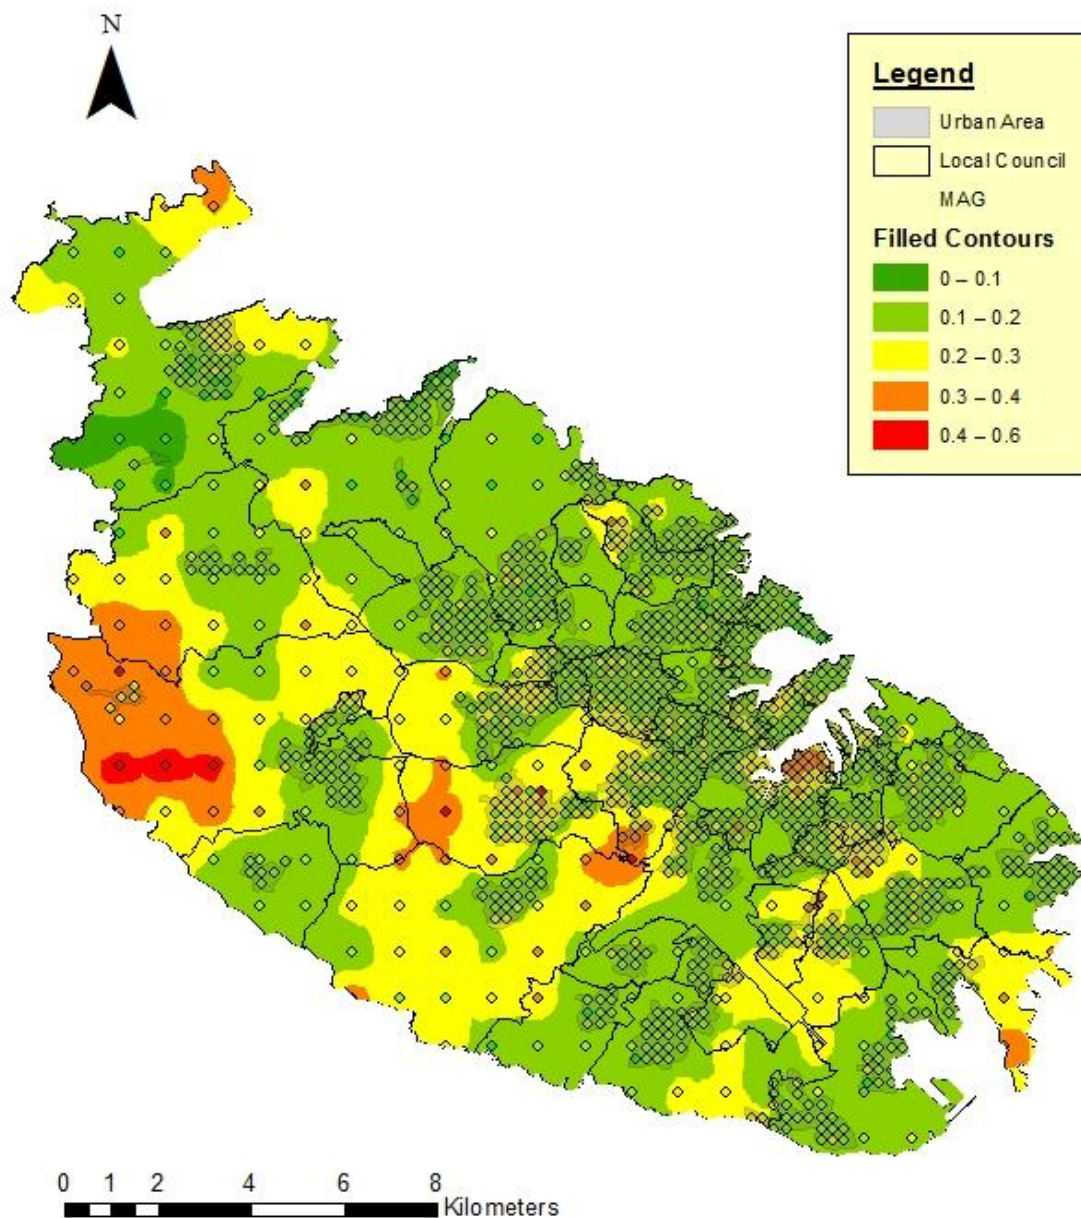 N
Legend
Urban Area
Local Council
MAG
Filled Contours
0 – 0.1
0.1 – 0.2
0.2 – 0.3
0.3 – 0.4
0.4 – 0.6
0 1 2 4 6 8
Kilometers